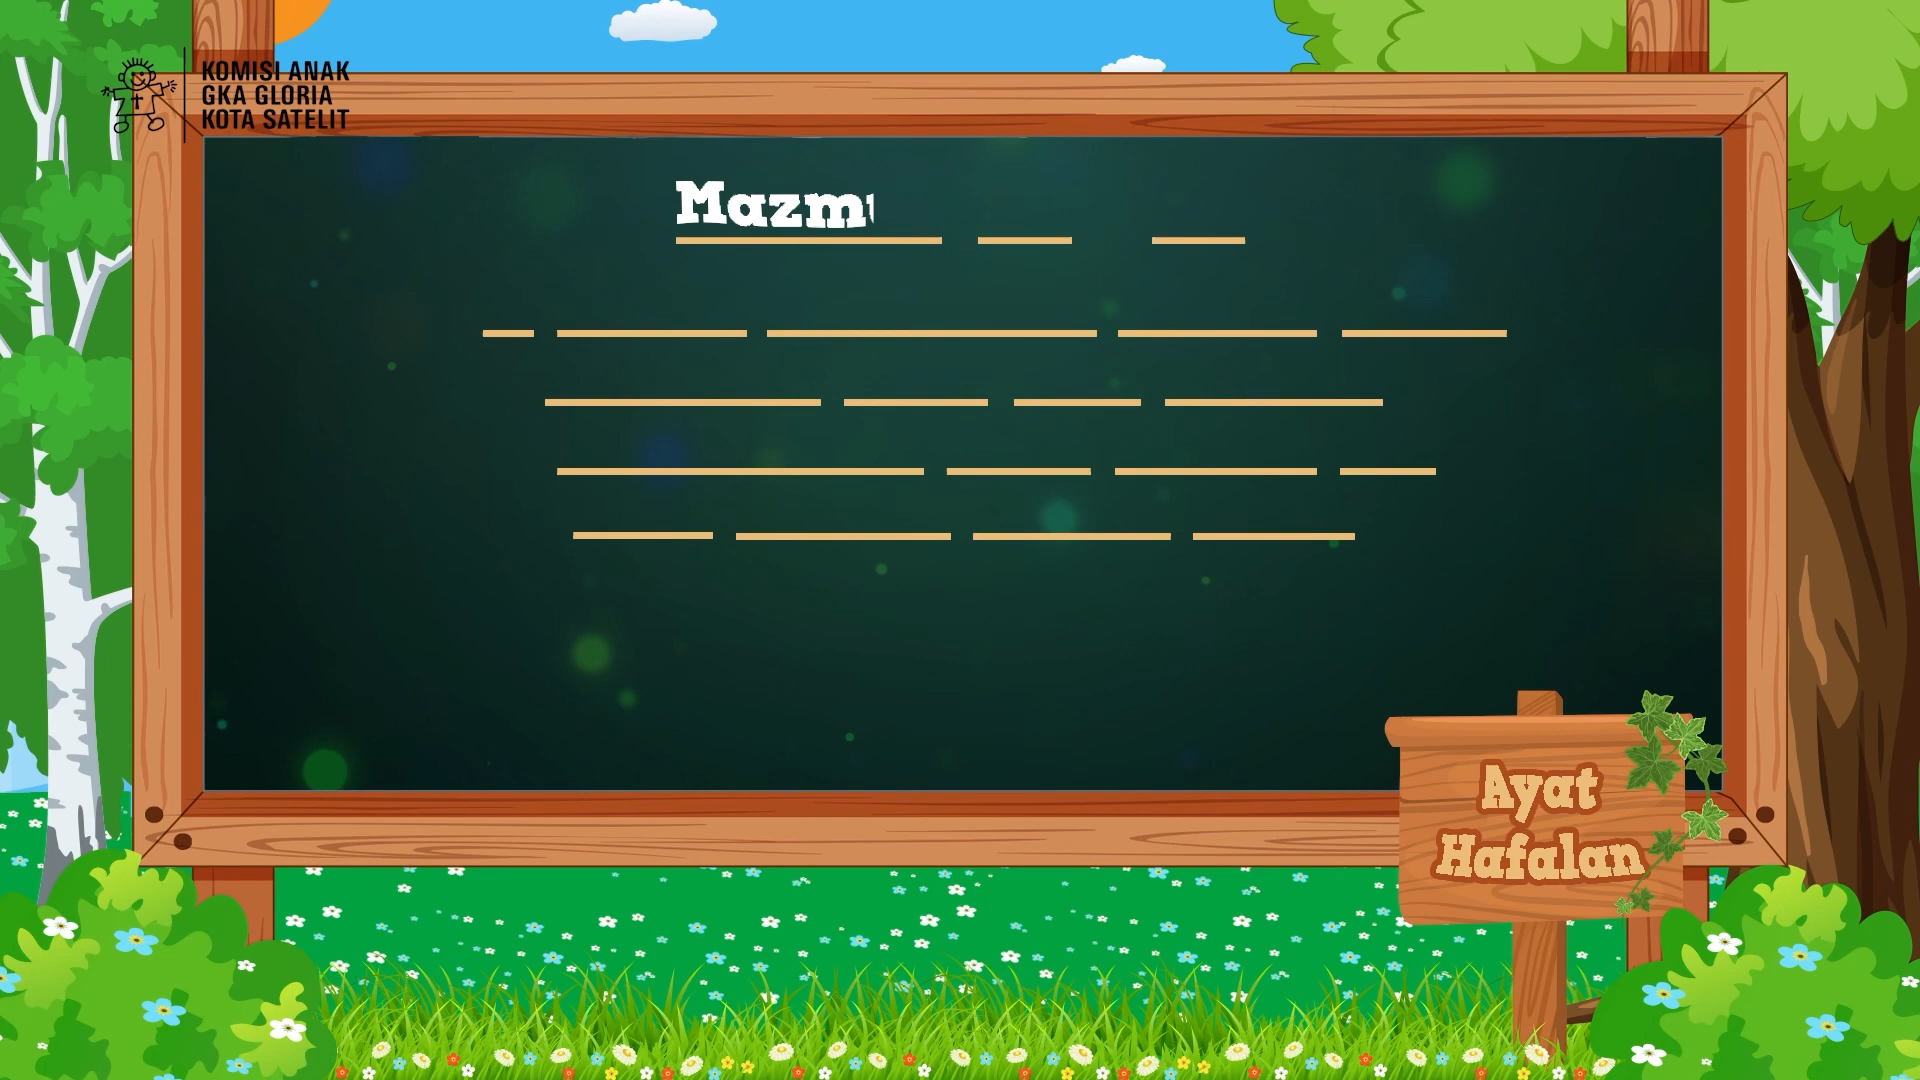 KOMISI ANAK
GKA GLORIA
KOTA SATELIT
Mazm
Ayat
Hafalan